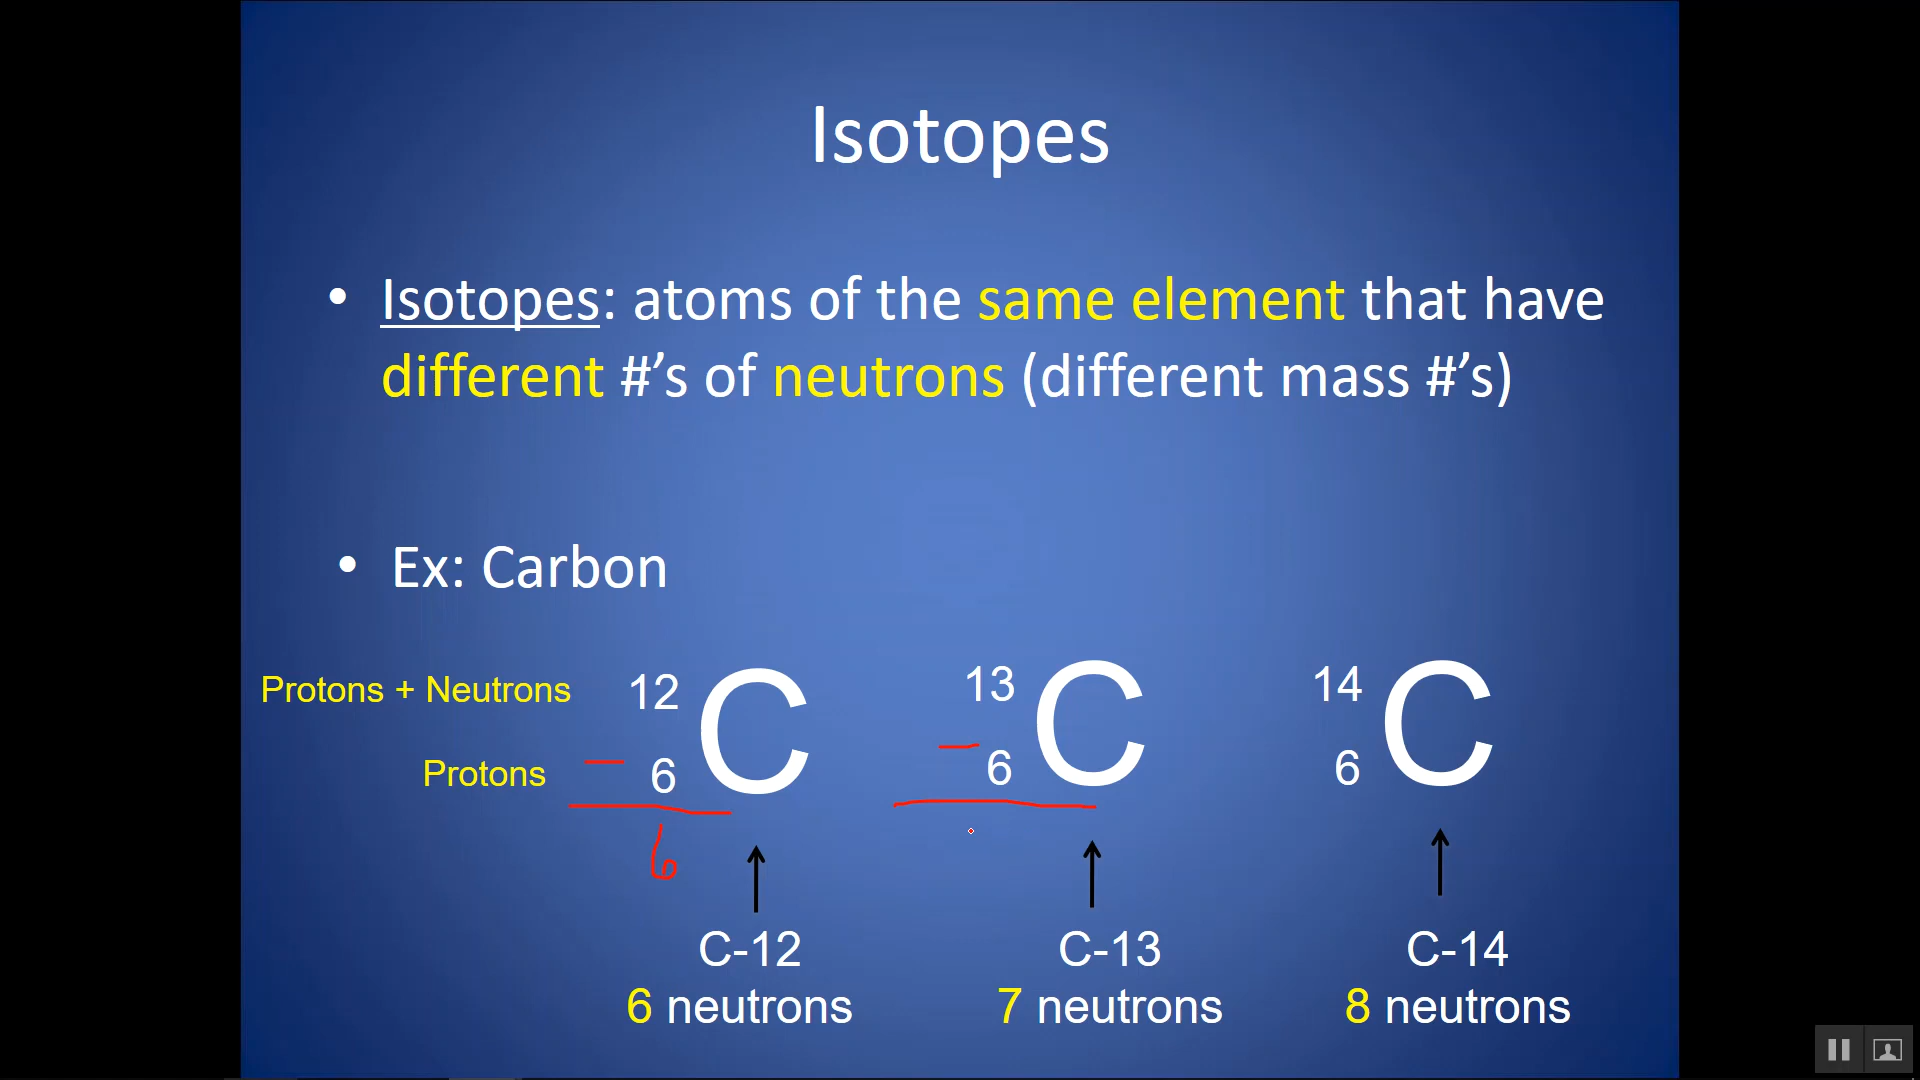 Isotopes
• Isotopes: atoms of the same element that have
different #’s of neutrons (different mass #’s)
• Ex: Carbon
Protons + Neutrons 12 C 13 C 14 C
Protons — 6 — 6 6
6
C-12 C-13 C-14
6 neutrons 7 neutrons 8 neutrons